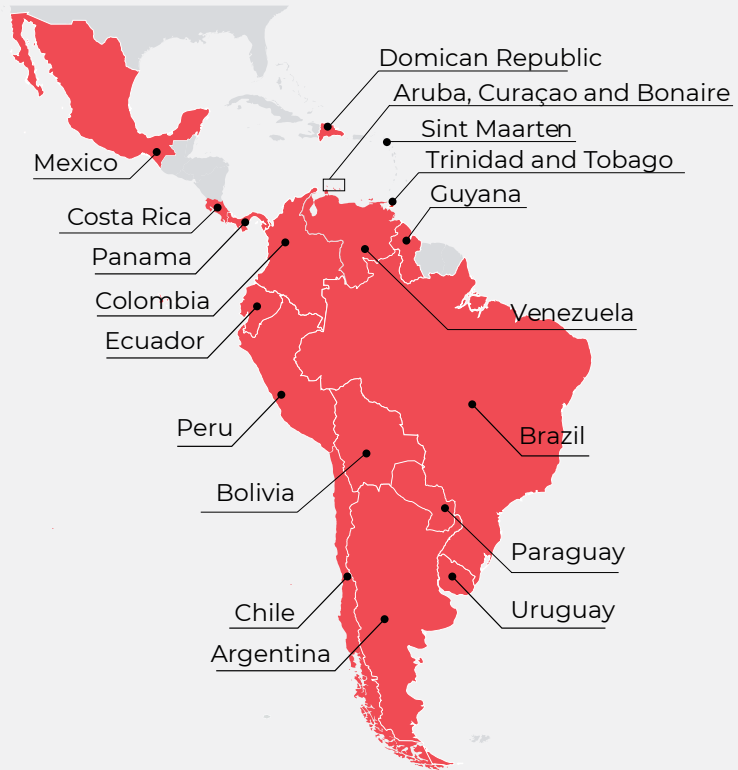 Domican Republic
Aruba, Curaçao and Bonaire
Sint Maarten
Mexico
Trinidad and Tobago
Guyana
Costa Rica
Panama
Colombia
Venezuela
Ecuador
Peru
Brazil
Bolivia
Paraguay
Chile
Uruguay
Argentina